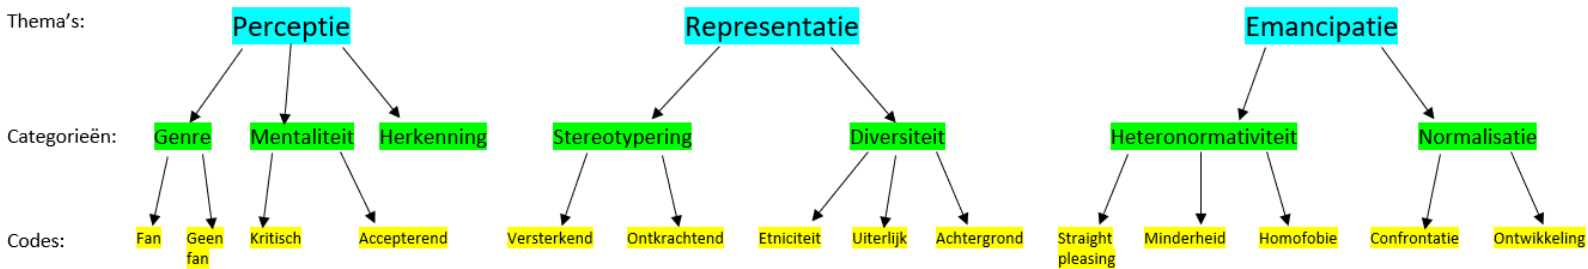 Thema's: Perceptie Representatie Emancipatie
Categorieën: Genre Mentaliteit Herkenning Stereotypering Diversiteit Heteronormativiteit Normalisatie
Codes: Fan Geen fan Kritisch Accepterend Versterkend Ontkrachtend Etniciteit Uiterlijk Achtergrond Straight pleasing Minderheid Homofobie Confrontatie Ontwikkeling